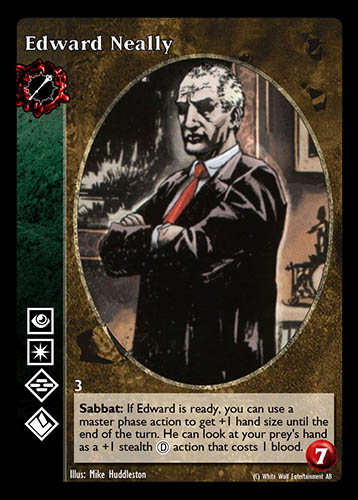 Edward Neally
3
Sabbat: If Edward is ready, you can use a
master phase action to get +1 hand size until the
end of the turn. He can look at your prey's hand
as a +1 stealth Ⓓ action that costs 1 blood.
7
Illus: Mike Huddleston
(C) White Wolf Entertainment AB